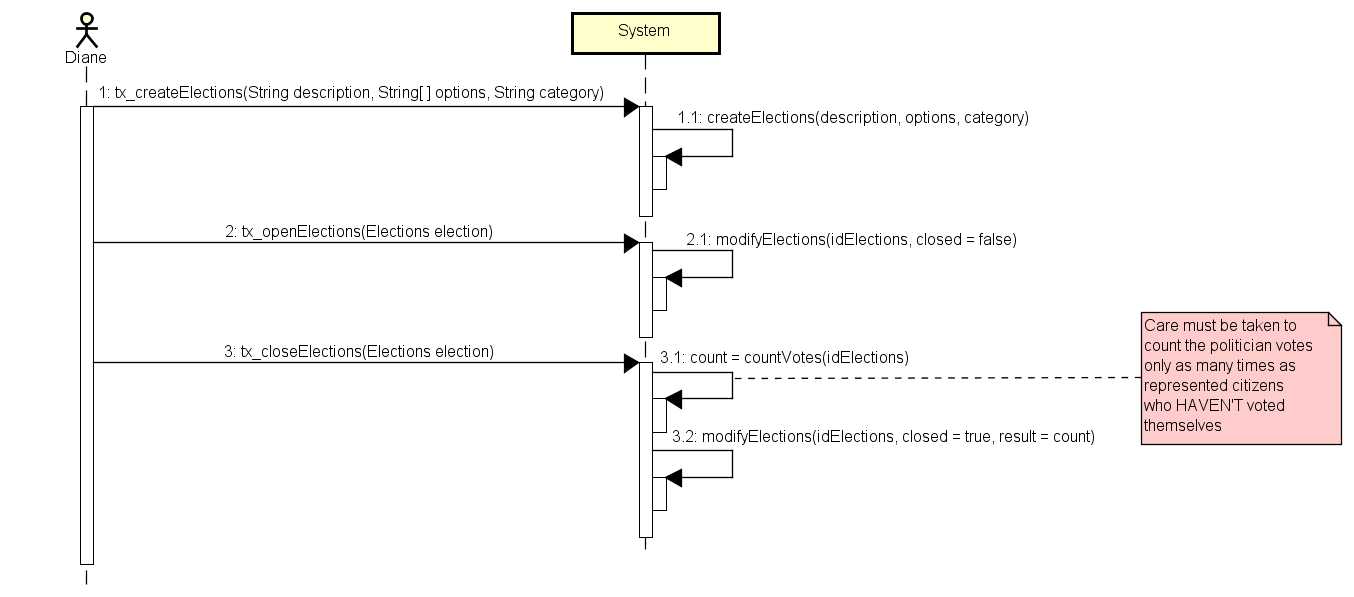 System
Diane
1: tx_createElections(String description, String[ ] options, String category)
1.1: createElections(description, options, category)
2: tx_openElections(Elections election)
2.1: modifyElections(idElections, closed = false)
3: tx_closeElections(Elections election)
3.1: count = countVotes(idElections)
Care must be taken to
count the politician votes
only as many times as
represented citizens
who HAVEN'T voted
themselves
3.2: modifyElections(idElections, closed = true, result = count)